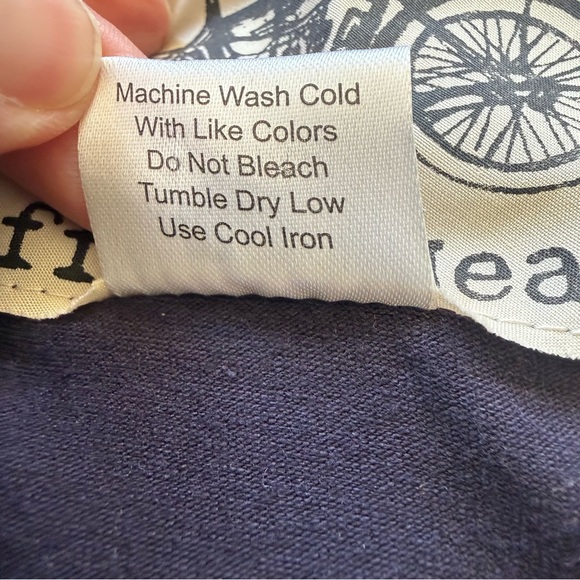 Machine Wash Cold
With Like Colors
Do Not Bleach
Tumble Dry Low
Use Cool Iron